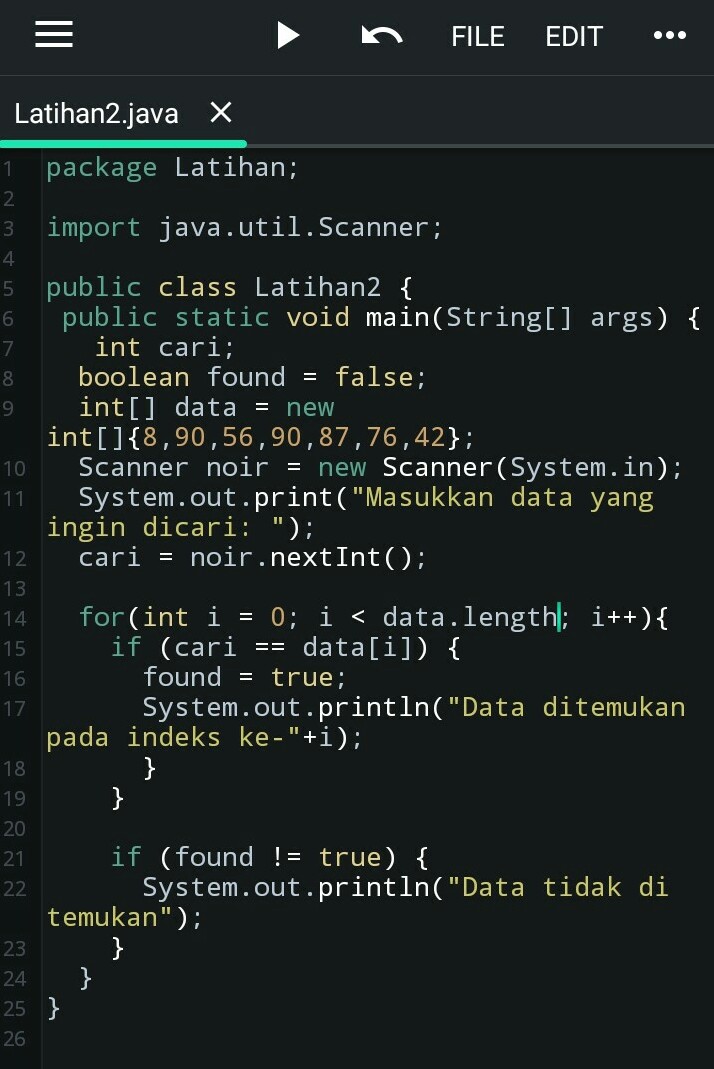 FILE EDIT
Latihan2.java
1 package Latihan;
2
3 import java.util.Scanner;
4
5 public class Latihan2 {
6 public static void main(String[] args) {
7 int cari;
8 boolean found = false;
9 int[] data = new
int[]{8,90,56,90,87,76,42};
10 Scanner noir = new Scanner(System.in);
11 System.out.print("Masukkan data yang
ingin dicari: ");
12 cari = noir.nextInt();
13
14 for(int i = 0; i < data.length; i++){
15 if (cari == data[i]) {
16 found = true;
17 System.out.println("Data ditemukan
pada indeks ke-"+i);
18 }
19 }
20
21 if (found != true) {
22 System.out.println("Data tidak di
temukan");
23 }
24 }
25 }
26